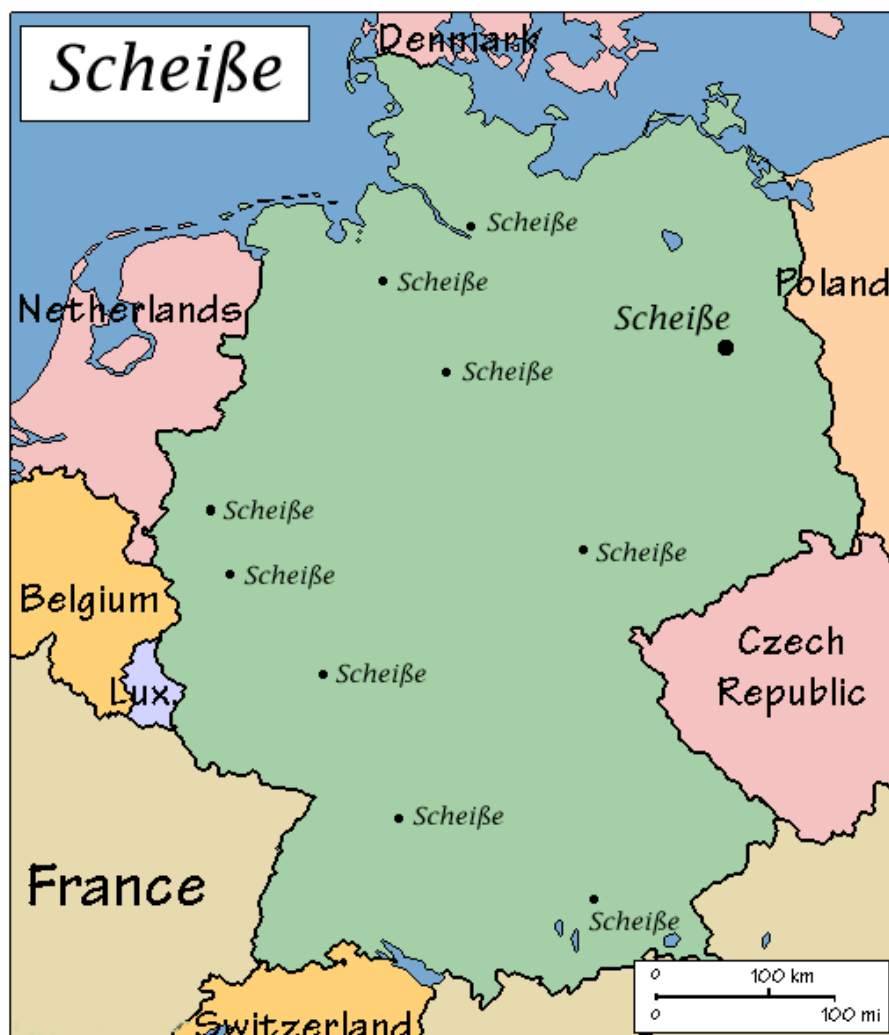 Scheiße
Denmark
Scheiße
Scheiße
Poland
Netherlands
Scheiße
Scheiße
Scheiße
Scheiße
Scheiße
Belgium
Czech
Republic
Scheiße
Lux.
Scheiße
France
Scheiße
0 100 km
0 100 mi
Switzerland